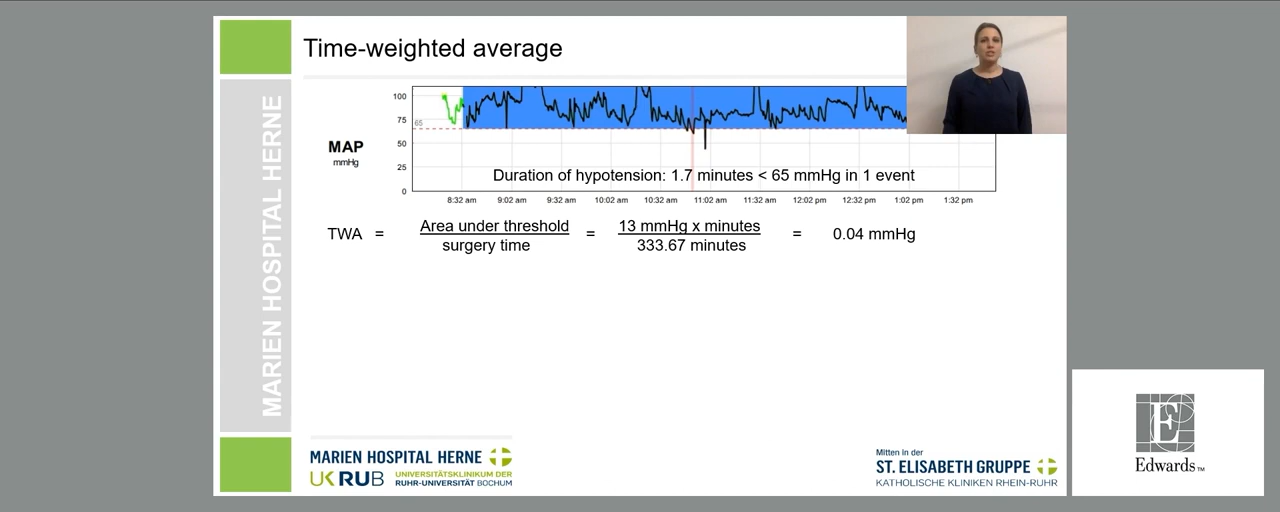 Time-weighted average
MARIEN HOSPITAL HERNE
100
75
65
50
25
0
MAP
mmHg
Duration of hypotension: 1.7 minutes < 65 mmHg in 1 event
8:32 am 9:02 am 9:32 am 10:02 am 10:32 am 11:02 am 11:32 am 12:02 pm 12:32 pm 1:02 pm 1:32 pm
TWA = Area under threshold = 13 mmHg x minutes = 0.04 mmHg
surgery time 333.67 minutes
MARIEN HOSPITAL HERNE
UK RUB UNIVERSITÄTSKLINIKUM DER
RUHR-UNIVERSITÄT BOCHUM
Mitten in der
ST. ELISABETH GRUPPE
KATHOLISCHE KLINIKEN RHEIN-RUHR
E
Edwards™